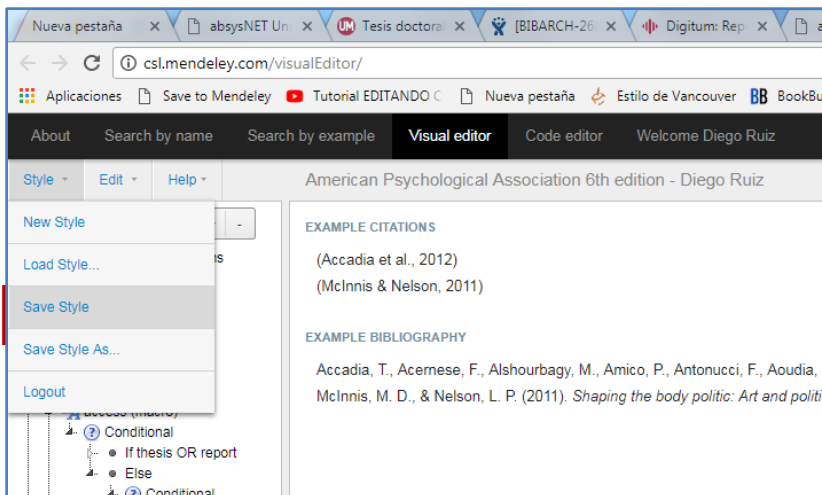 Nueva pestaña absysNET Uni Tesis doctoral [BIBARCH-26 Digitum: Rep a
csl.mendeley.com/visualEditor/
Aplicaciones Save to Mendeley Tutorial EDITANDO C Nueva pestaña Estilo de Vancouver BB BookBu
About Search by name Search by example Visual editor Code editor Welcome Diego Ruiz
Style Edit Help American Psychological Association 6th edition - Diego Ruiz
New Style
Load Style...
Save Style
Save Style As...
Logout
EXAMPLE CITATIONS
(Accadia et al., 2012)
(McInnis & Nelson, 2011)
EXAMPLE BIBLIOGRAPHY
Accadia, T., Acernese, F., Alshourbagy, M., Amico, P., Antonucci, F., Aoudia,
McInnis, M. D., & Nelson, L. P. (2011). Shaping the body politic: Art and politi
access (macro)
Conditional
If thesis OR report
Else
Conditional